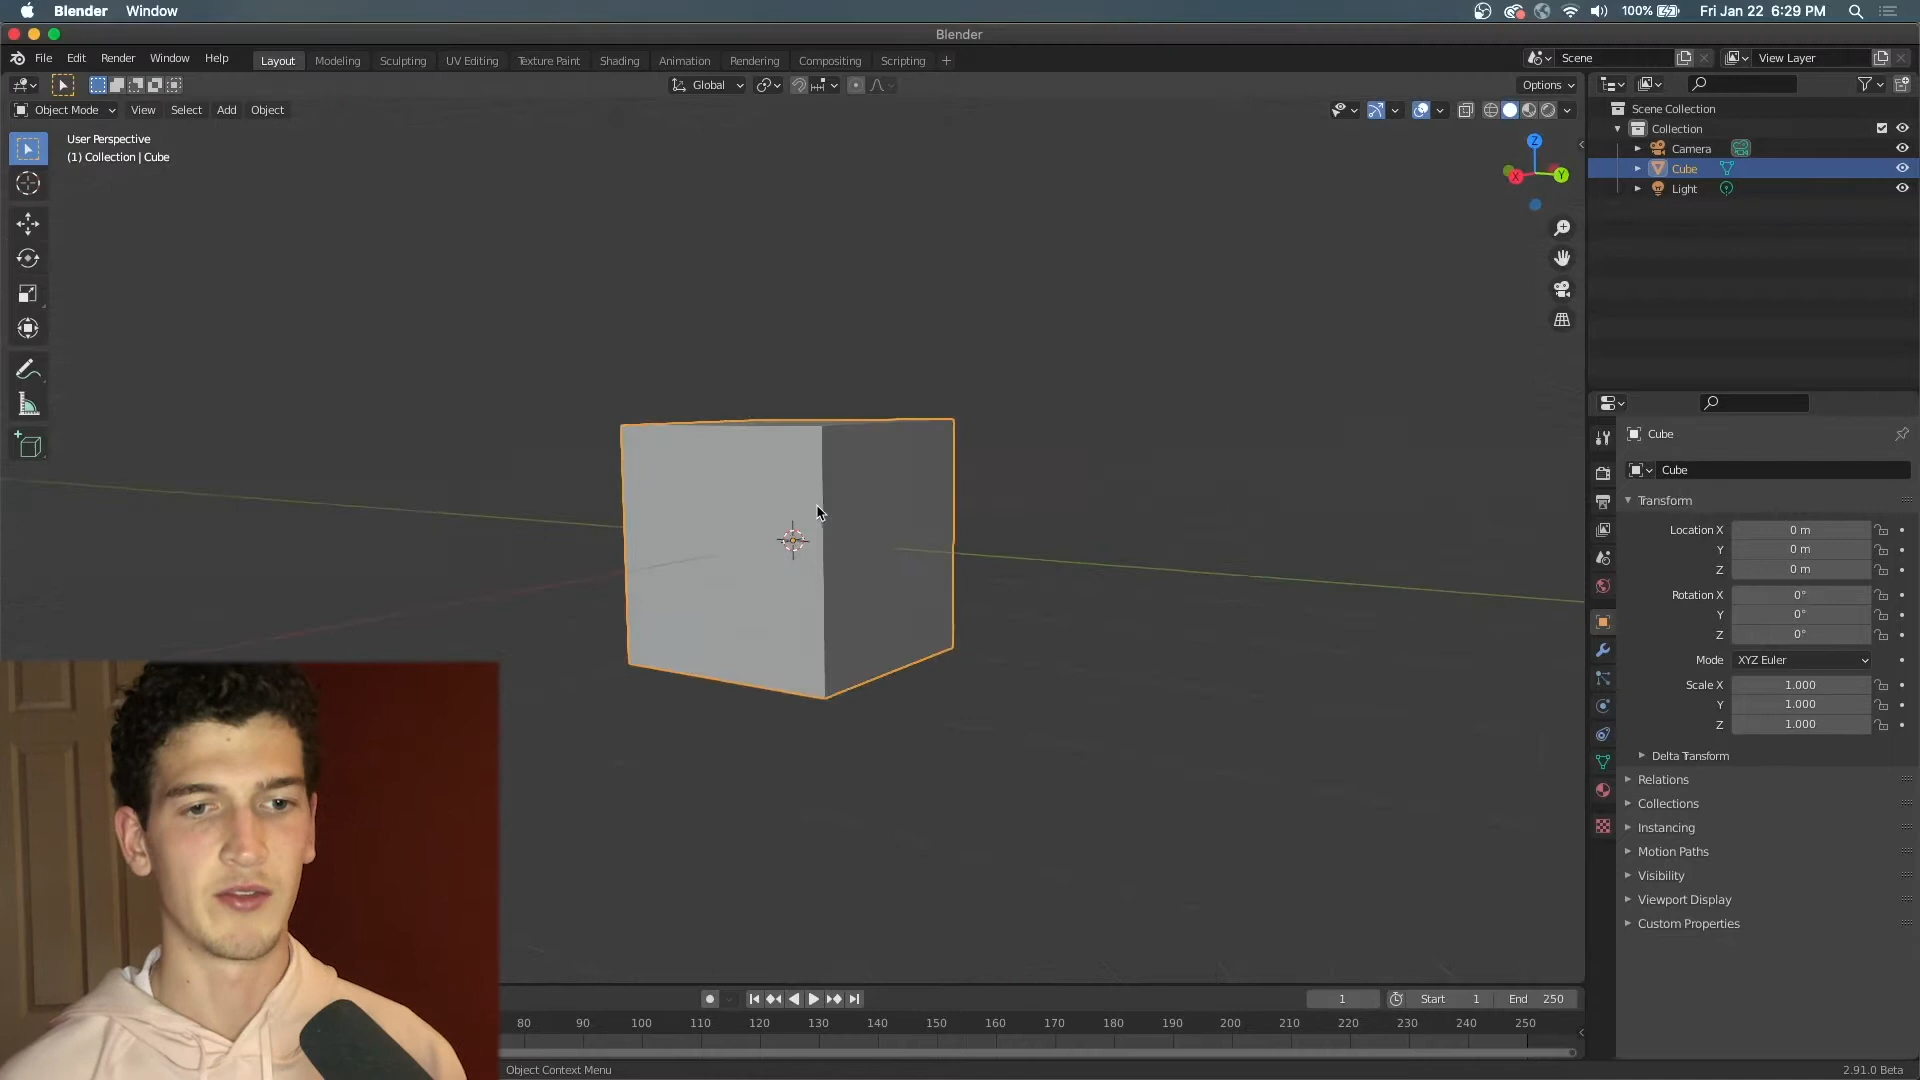 Blender Window 100% Fri Jan 22 6:29 PM
Blender
File Edit Render Window Help Layout Modeling Sculpting UV Editing Texture Paint Shading Animation Rendering Compositing Scripting + Scene View Layer
Global Options
Object Mode View Select Add Object
User Perspective
(1) Collection | Cube
Z
X Y
Scene Collection
Collection
Camera
Cube
Light
Cube
Cube
Transform
Location X 0 m
Y 0 m
Z 0 m
Rotation X 0°
Y 0°
Z 0°
Mode XYZ Euler
Scale X 1.000
Y 1.000
Z 1.000
Delta Transform
Relations
Collections
Instancing
Motion Paths
Visibility
Viewport Display
Custom Properties
1 Start 1 End 250
80 90 100 110 120 130 140 150 160 170 180 190 200 210 220 230 240 250
Object Context Menu 2.91.0 Beta